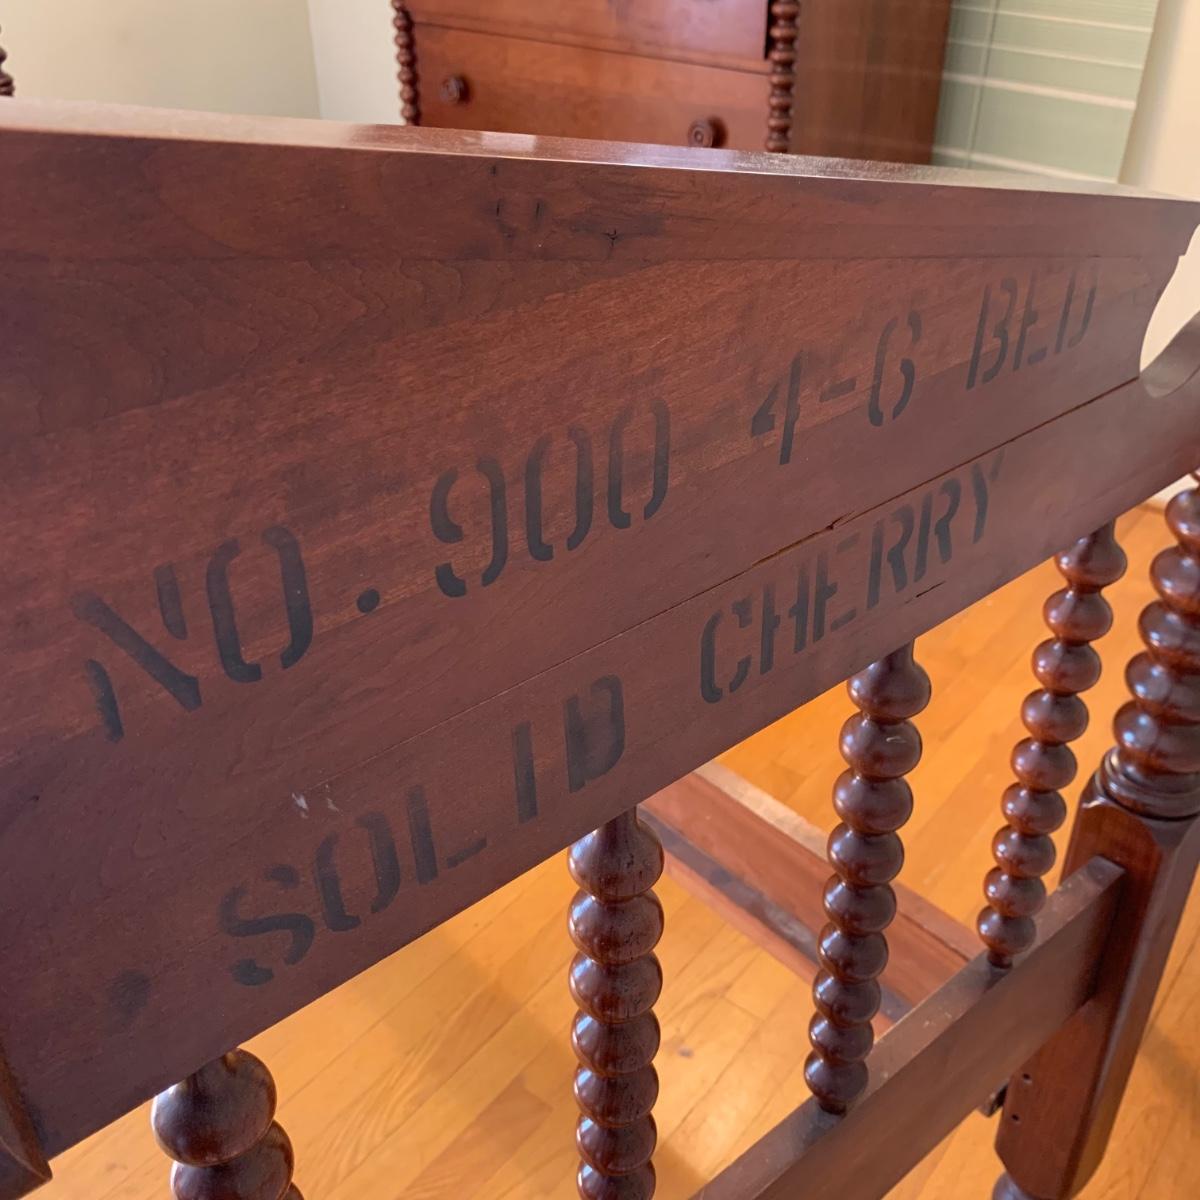 NO. 900 4-6 BED
SOLID CHERRY